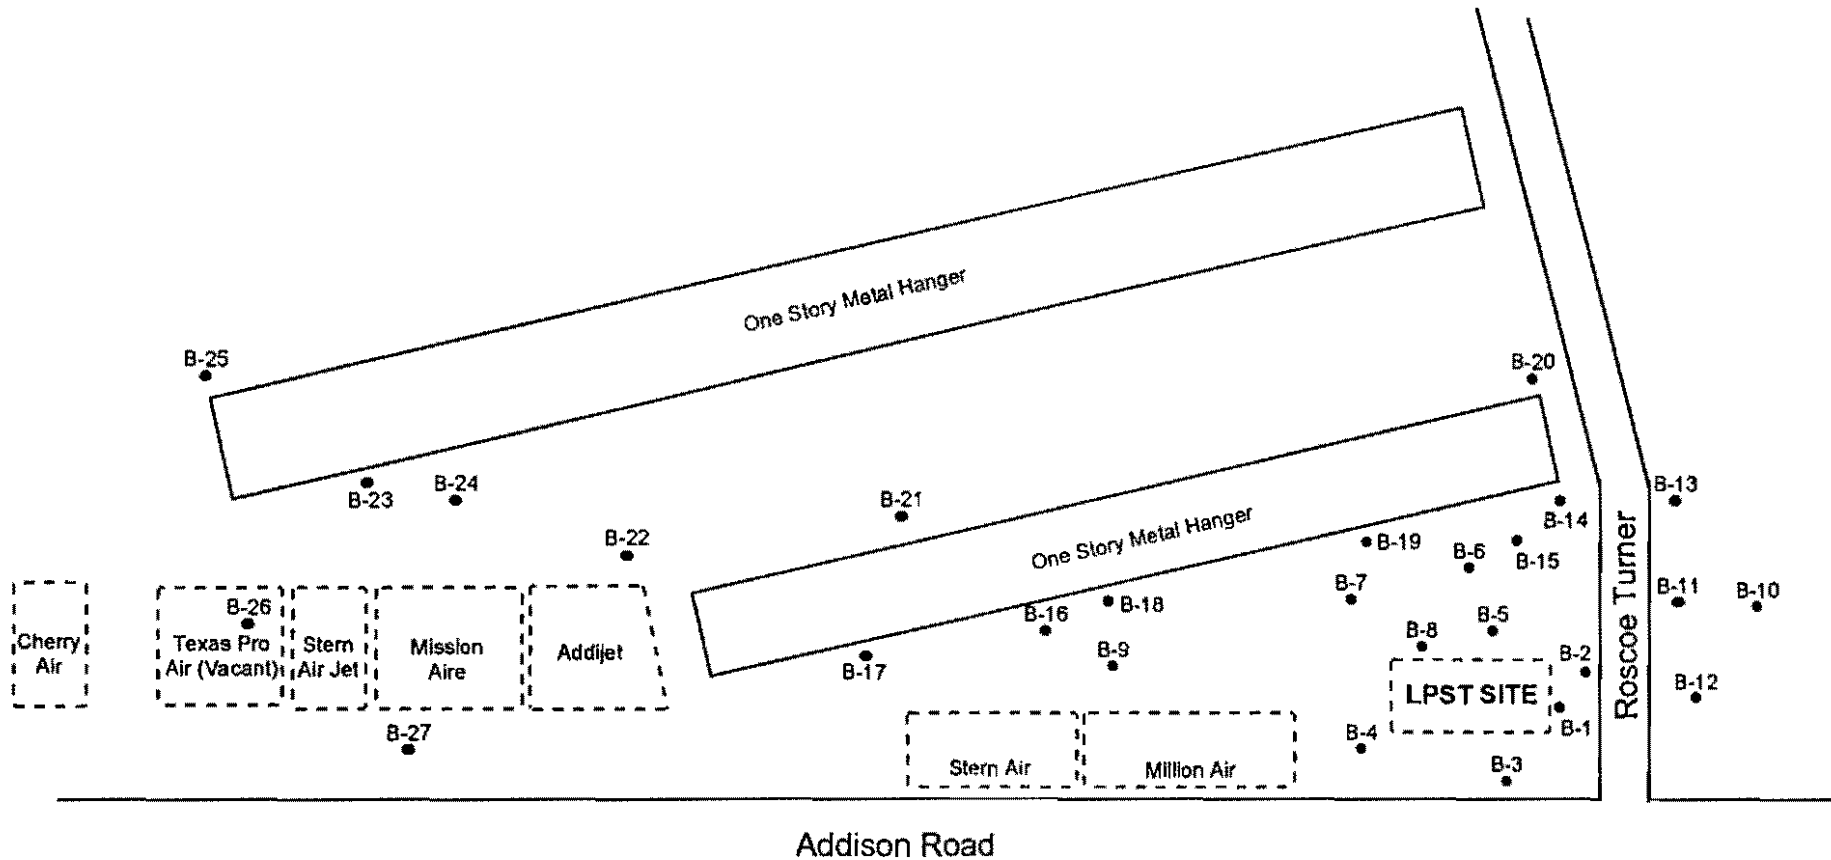 One Story Metal Hanger
B-25
B-20
B-23
B-24
B-21
B-13
B-14
One Story Metal Hanger
B-22
B-19
B-6
B-15
B-7
B-11
B-10
B-26
B-16
B-18
B-5
B-8
Cherry
Air
Texas Pro
Air (Vacant)
Stern
Air Jet
Mission
Aire
Addijet
B-17
B-9
B-2
LPST SITE
B-12
Roscoe Turner
B-1
B-27
B-4
Stern Air
Million Air
B-3
Addison Road